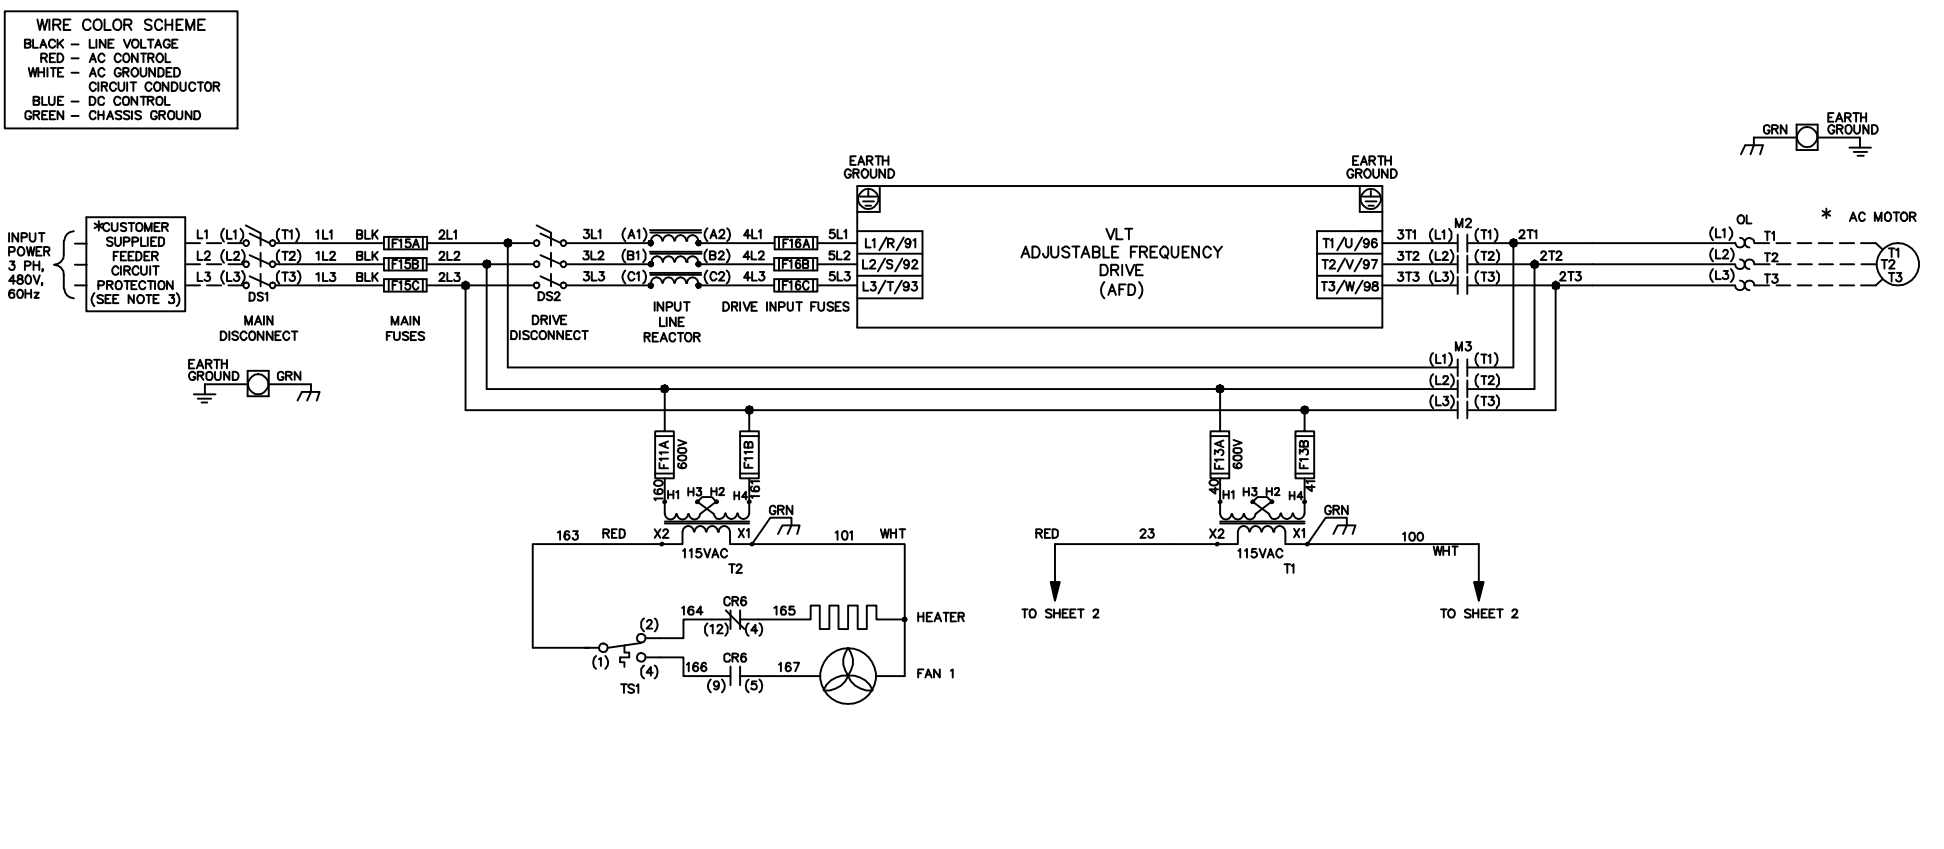 WIRE COLOR SCHEME
BLACK – LINE VOLTAGE
RED – AC CONTROL
WHITE – AC GROUNDED
CIRCUIT CONDUCTOR
BLUE – DC CONTROL
GREEN – CHASSIS GROUND
GRN
EARTH
GROUND
EARTH
GROUND
EARTH
GROUND
INPUT
POWER
3 PH,
480V,
60Hz
*CUSTOMER
SUPPLIED
FEEDER
CIRCUIT
PROTECTION
(SEE NOTE 3)
L1 (L1) (T1) 1L1 BLK F15A 2L1 3L1 (A1) (A2) 4L1 F16A 5L1 L1/R/91
L2 (L2) (T2) 1L2 BLK F15B 2L2 3L2 (B1) (B2) 4L2 F16B 5L2 L2/S/92
L3 (L3) (T3) 1L3 BLK F15C 2L3 3L3 (C1) (C2) 4L3 F16C 5L3 L3/T/93
DS1
MAIN
DISCONNECT
MAIN
FUSES
DS2
DRIVE
DISCONNECT
INPUT
LINE
REACTOR
DRIVE INPUT FUSES
VLT
ADJUSTABLE FREQUENCY
DRIVE
(AFD)
M2
T1/U/96 3T1 (L1) (T1) 2T1
T2/V/97 3T2 (L2) (T2) 2T2
T3/W/98 3T3 (L3) (T3) 2T3
OL
(L1) T1
(L2) T2
(L3) T3
* AC MOTOR
T1
T2
T3
EARTH
GROUND
GRN
M3
(L1) (T1)
(L2) (T2)
(L3) (T3)
F11A
600V
F11B
160
161
H1 H3 H2 H4
GRN
163 RED X2 X1 101 WHT
115VAC
T2
F13A
600V
F13B
40
41
H1 H3 H2 H4
GRN
RED 23 X2 X1 100
WHT
115VAC
T1
TO SHEET 2
TO SHEET 2
(2) 164 CR6 165 HEATER
(12) (4)
(1)
(4) 166 CR6 167 FAN 1
(9) (5)
TS1